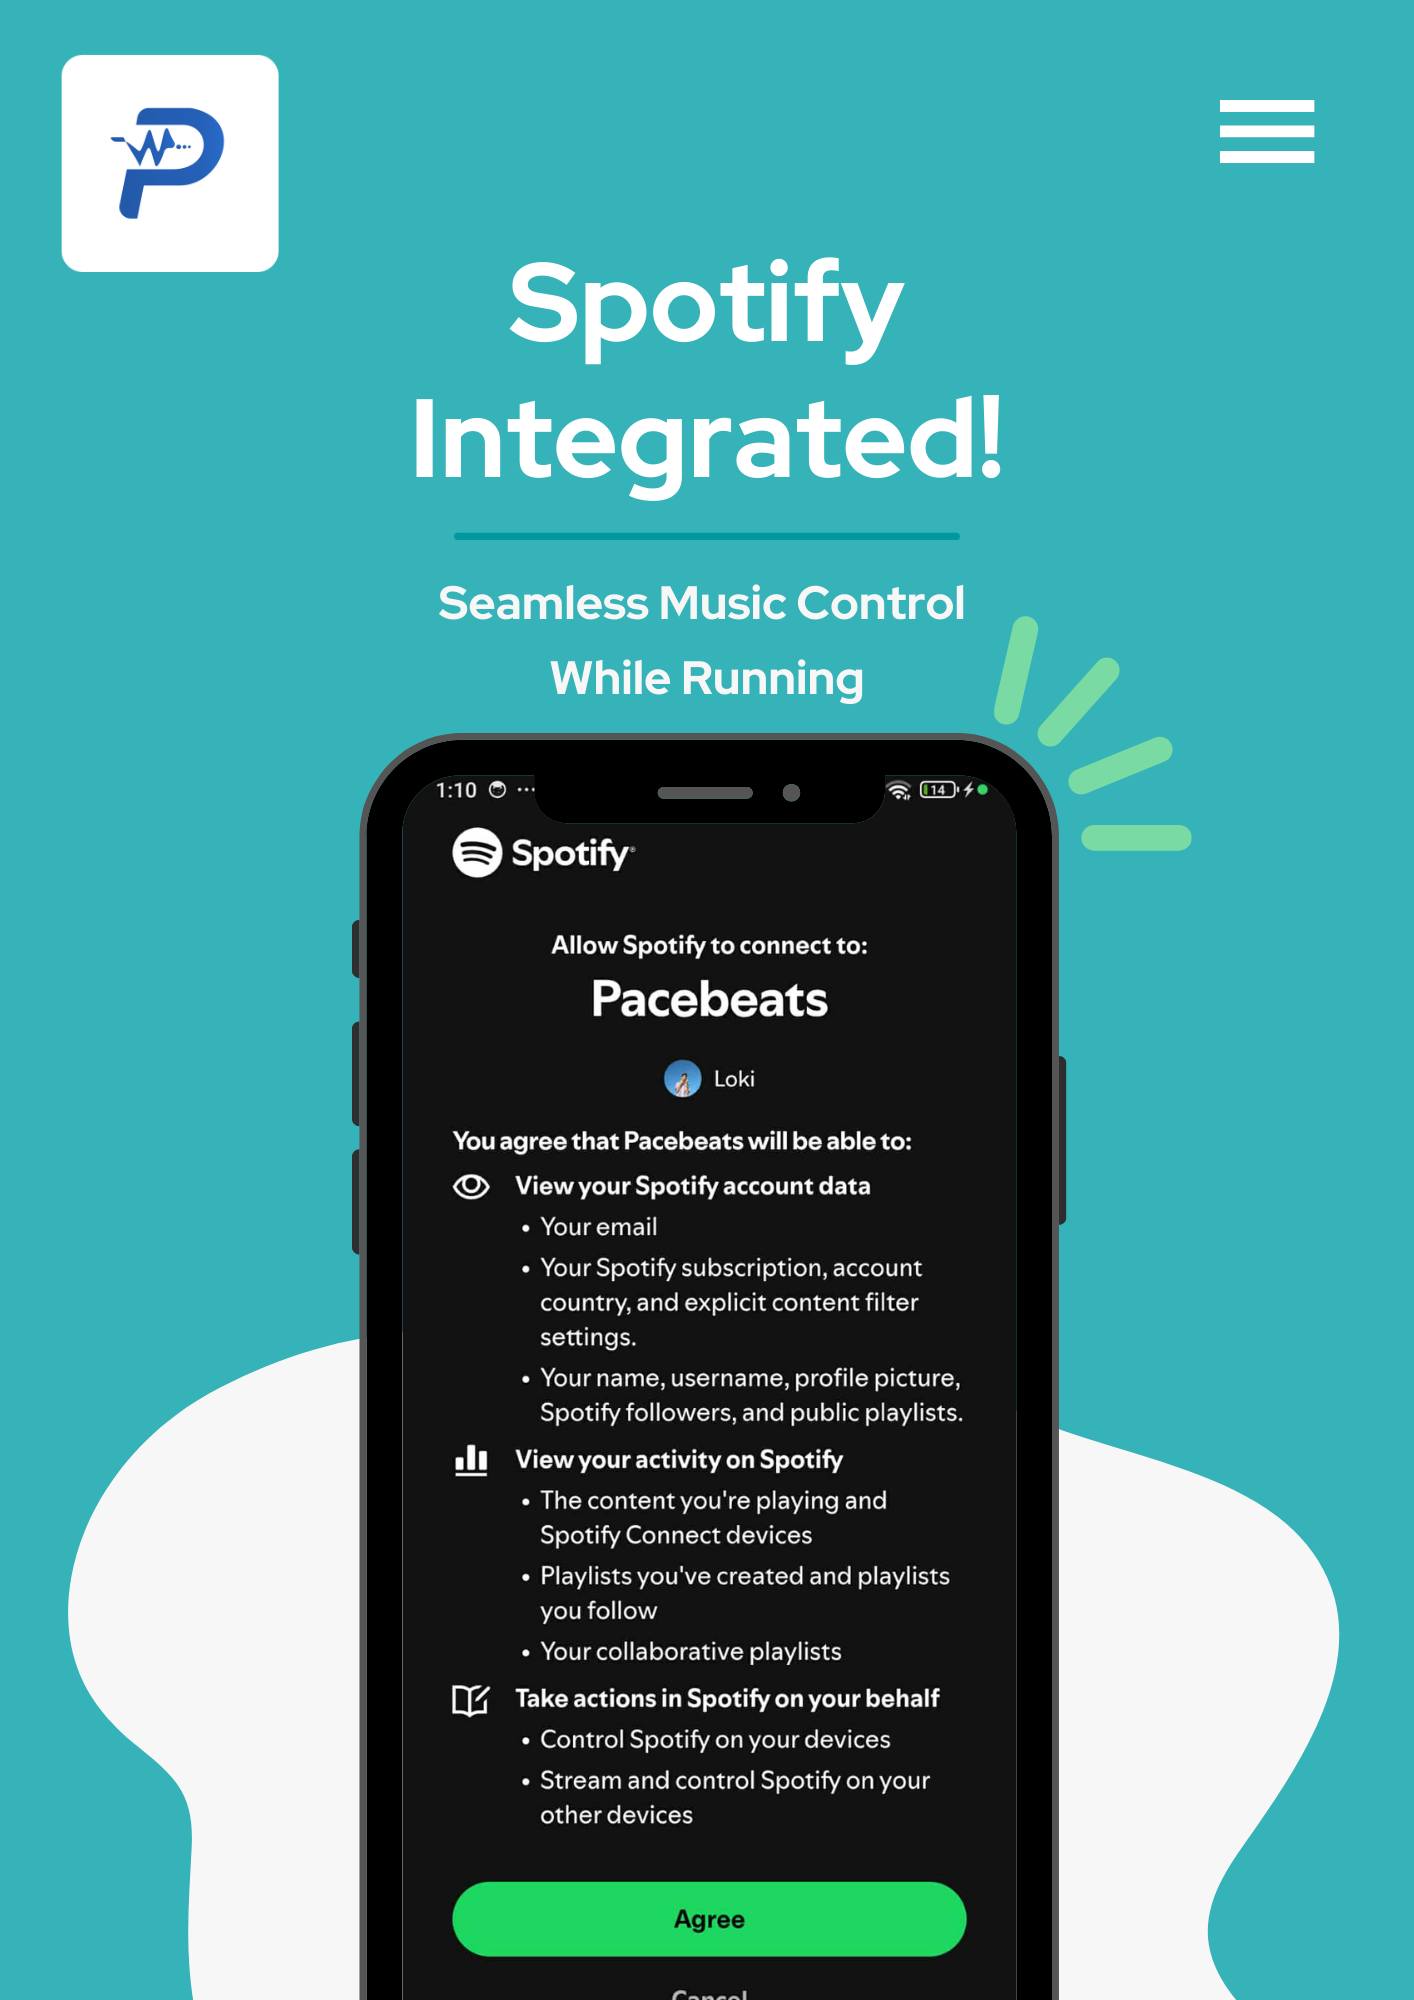 Spotify
Integrated!
Seamless Music Control
While Running
1:10
14
Spotify
Allow Spotify to connect to:
Pacebeats
Loki
You agree that Pacebeats will be able to:
View your Spotify account data
• Your email
• Your Spotify subscription, account
country, and explicit content filter
settings.
• Your name, username, profile picture,
Spotify followers, and public playlists.
View your activity on Spotify
• The content you're playing and
Spotify Connect devices
• Playlists you've created and playlists
you follow
• Your collaborative playlists
Take actions in Spotify on your behalf
• Control Spotify on your devices
• Stream and control Spotify on your
other devices
Agree
Cancel